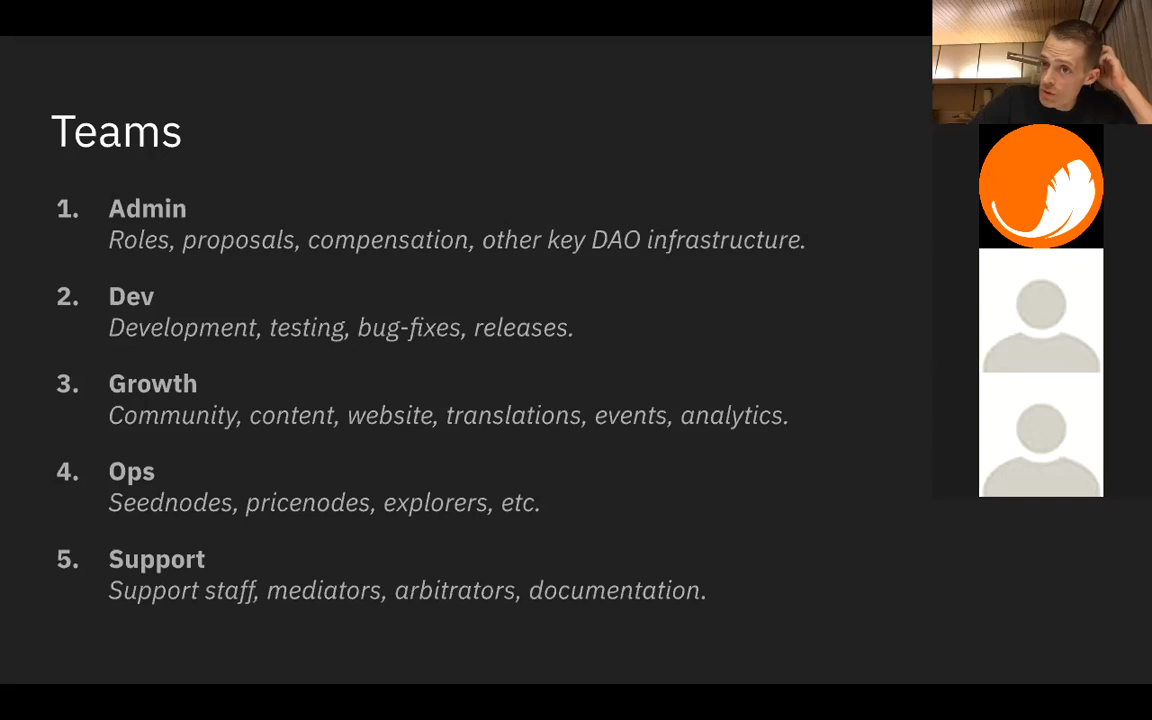 Teams
1. Admin
Roles, proposals, compensation, other key DAO infrastructure.
2. Dev
Development, testing, bug-fixes, releases.
3. Growth
Community, content, website, translations, events, analytics.
4. Ops
Seednodes, pricenodes, explorers, etc.
5. Support
Support staff, mediators, arbitrators, documentation.